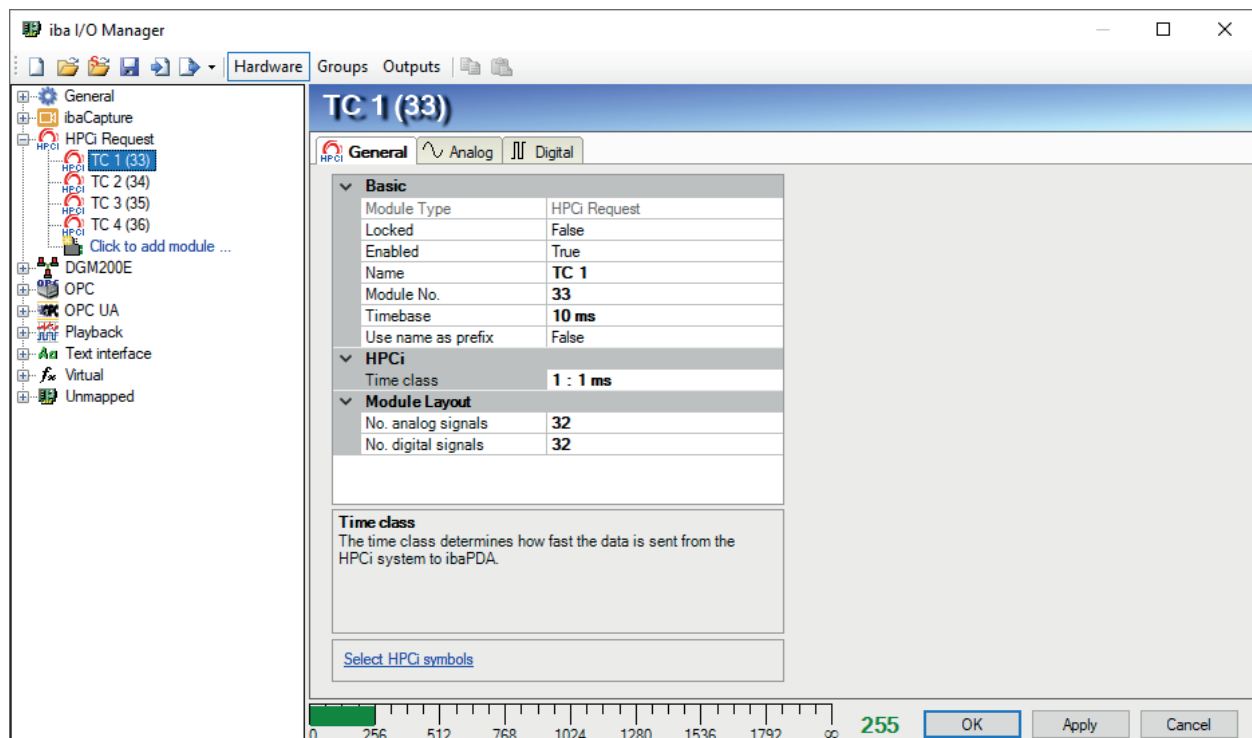 iba I/O Manager
Hardware Groups Outputs
General
ibaCapture
HPCi Request
TC 1 (33)
TC 2 (34)
TC 3 (35)
TC 4 (36)
Click to add module ...
DGM200E
OPC
OPC UA
Playback
Text interface
Virtual
Unmapped
TC 1 (33)
General Analog Digital
Basic
Module Type HPCi Request
Locked False
Enabled True
Name TC 1
Module No. 33
Timebase 10 ms
Use name as prefix False
HPCi
Time class 1 : 1 ms
Module Layout
No. analog signals 32
No. digital signals 32
Time class
The time class determines how fast the data is sent from the
HPCi system to ibaPDA.
Select HPCi symbols
0 256 512 768 1024 1280 1536 1792 ∞ 255 OK Apply Cancel